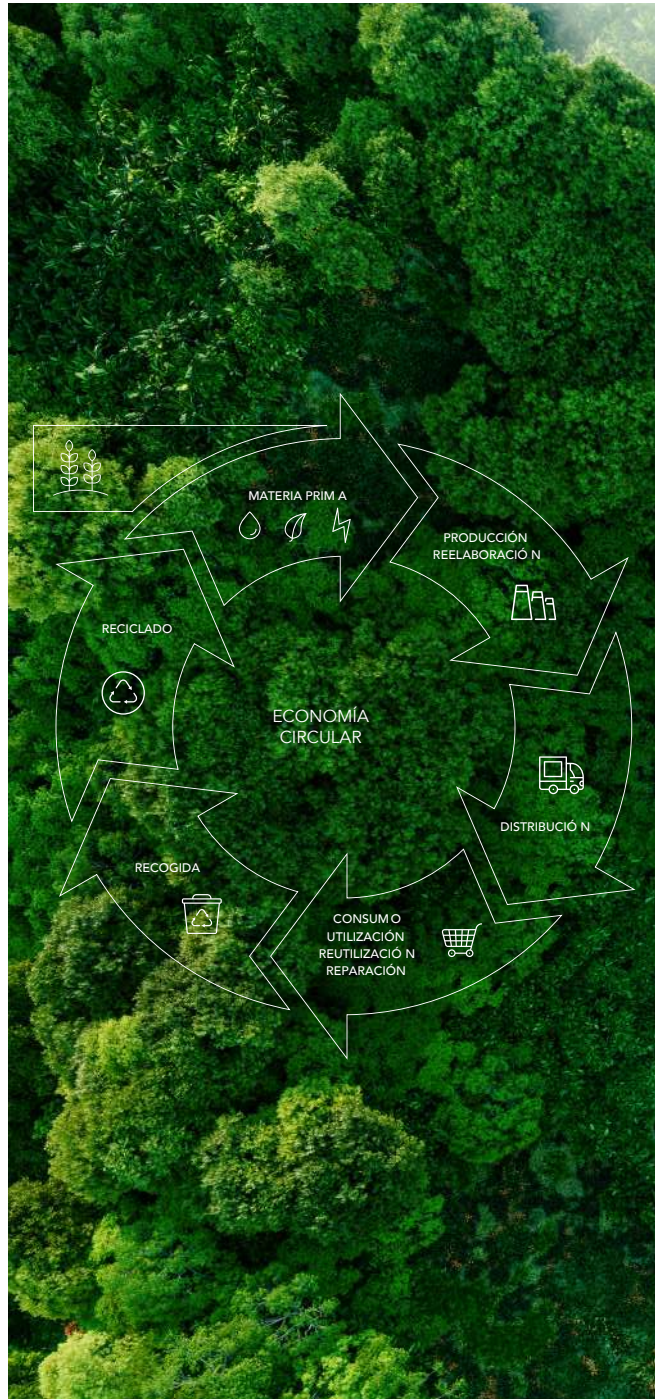 MATERIA PRIM A
PRODUCCIÓN
REELABORACIÓ N
RECICLADO
ECONOMÍA
CIRCULAR
DISTRIBUCIÓ N
RECOGIDA
CONSUM O
UTILIZACIÓN
REUTILIZACIÓ N
REPARACIÓN